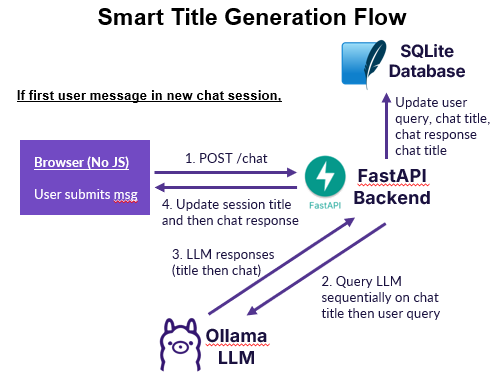 Smart Title Generation Flow
SQLite
Database
If first user message in new chat session,
Update user
query, chat title,
chat response
chat title
Browser (No JS)
User submits msg
1. POST /chat
FastAPI
FastAPI
Backend
4. Update session title
and then chat response
3. LLM responses
(title then chat)
2. Query LLM
sequentially on chat
title then user query
Ollama
LLM